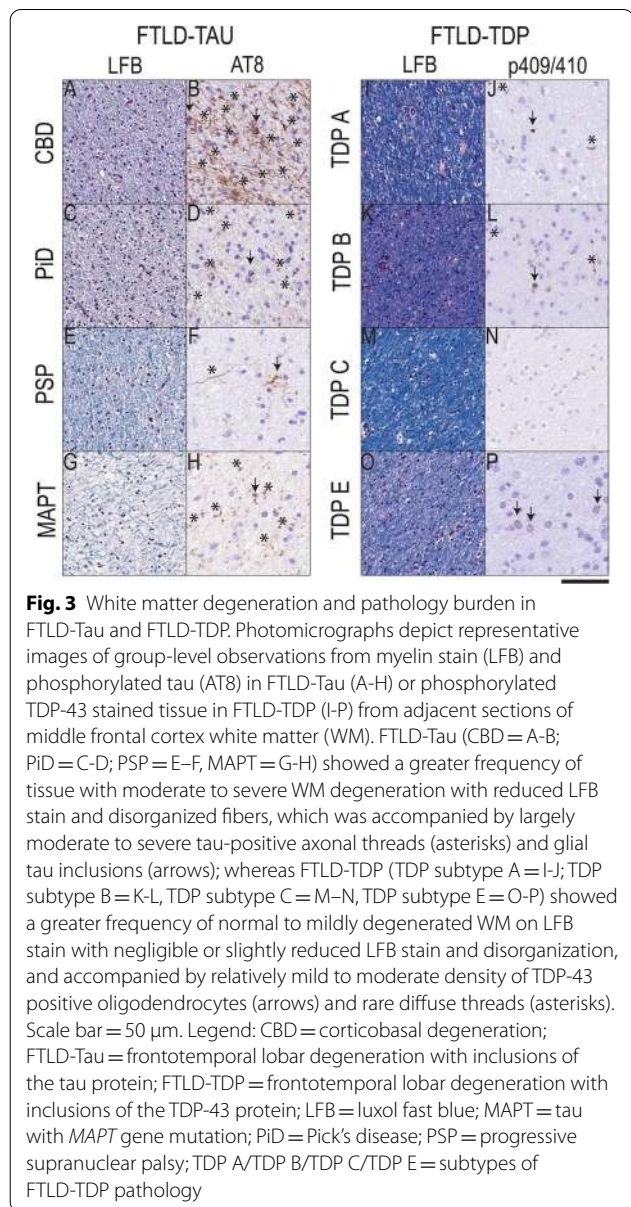 FTLD-TAU FTLD-TDP
LFB AT8 LFB p409/410
A B I J
CBD TDP A
C D K L
PiD TDP B
E F M N
PSP TDP C
G H O P
MAPT TDP E
Fig. 3 White matter degeneration and pathology burden in
FTLD-Tau and FTLD-TDP. Photomicrographs depict representative
images of group-level observations from myelin stain (LFB) and
phosphorylated tau (AT8) in FTLD-Tau (A-H) or phosphorylated
TDP-43 stained tissue in FTLD-TDP (I-P) from adjacent sections of
middle frontal cortex white matter (WM). FTLD-Tau (CBD = A-B;
PiD = C-D; PSP = E–F, MAPT = G-H) showed a greater frequency of
tissue with moderate to severe WM degeneration with reduced LFB
stain and disorganized fibers, which was accompanied by largely
moderate to severe tau-positive axonal threads (asterisks) and glial
tau inclusions (arrows); whereas FTLD-TDP (TDP subtype A = I-J; TDP
subtype B = K-L, TDP subtype C = M–N, TDP subtype E = O-P) showed
a greater frequency of normal to mildly degenerated WM on LFB
stain with negligible or slightly reduced LFB stain and disorganization,
and accompanied by relatively mild to moderate density of TDP-43
positive oligodendrocytes (arrows) and rare diffuse threads (asterisks).
Scale bar = 50 μm. Legend: CBD = corticobasal degeneration;
FTLD-Tau = frontotemporal lobar degeneration with inclusions of
the tau protein; FTLD-TDP = frontotemporal lobar degeneration with
inclusions of the TDP-43 protein; LFB = luxol fast blue; MAPT = tau
with MAPT gene mutation; PiD = Pick's disease; PSP = progressive
supranuclear palsy; TDP A/TDP B/TDP C/TDP E = subtypes of
FTLD-TDP pathology